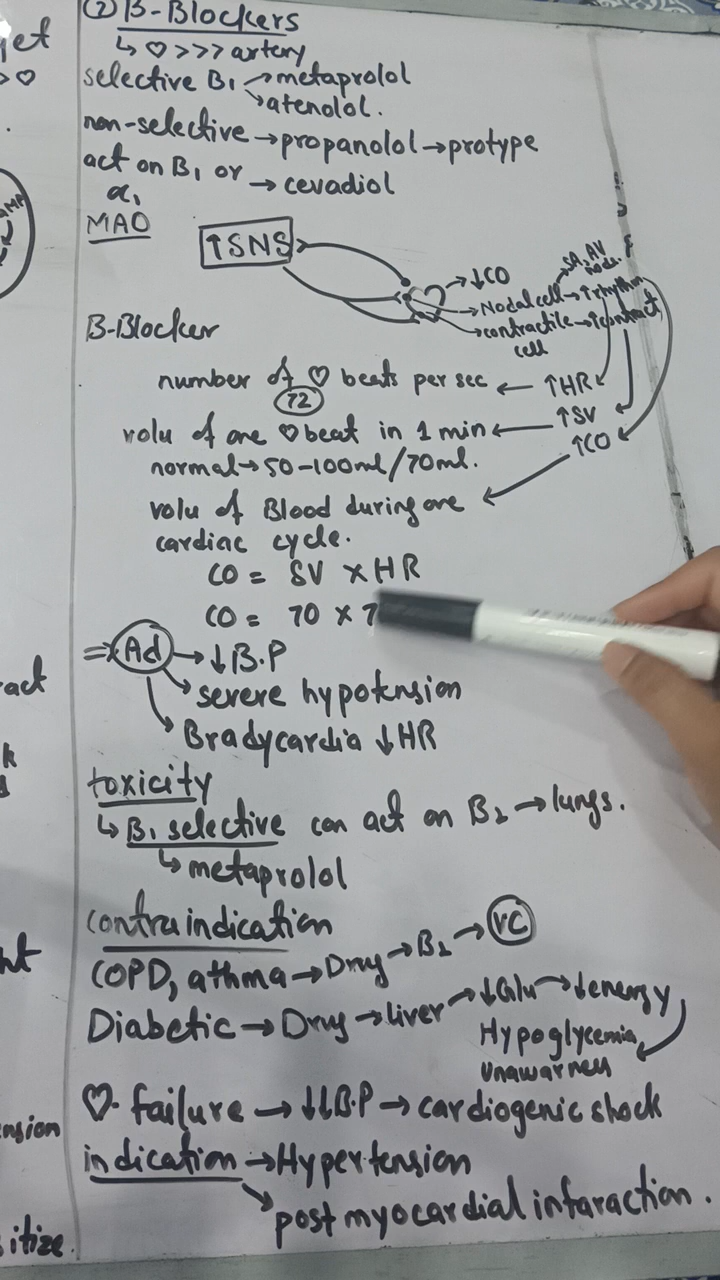 ② B-Blockers
↳ ♡ >>> artery
selective B₁ → metaprolol
→ atenolol.
non-selective → propanolol → protype
act on B₁ or α₁ → cevadiol
MAO
↑SNS
→ ↓CO
SA, AV node.
→ Nodal cell → ↑rhythm
→ contractile cell → ↑contract
B-Blocker
number of ♡ beats per sec ← ↑HR
72
volu of one ♡ beat in 1 min ← ↑SV
normal → 50-100ml/70ml.
↑CO
volu of Blood during one
cardiac cycle.
CO = SV × HR
CO = 70 × 7
⇒ Ad → ↓B.P
→ severe hypotension
→ Bradycardia ↓HR
toxicity
↳ B₁ selective can act on B₂ → lungs.
↳ metaprolol
contraindication
COPD, athma → Drug → B₂ → VC
Diabetic → Drug → liver → ↓Glu → ↓energy
Hypoglycemia
unawarness
♡. failure → ↓↓B.P → cardiogenic shock
indication → Hypertension
→ post myocardial infaraction.